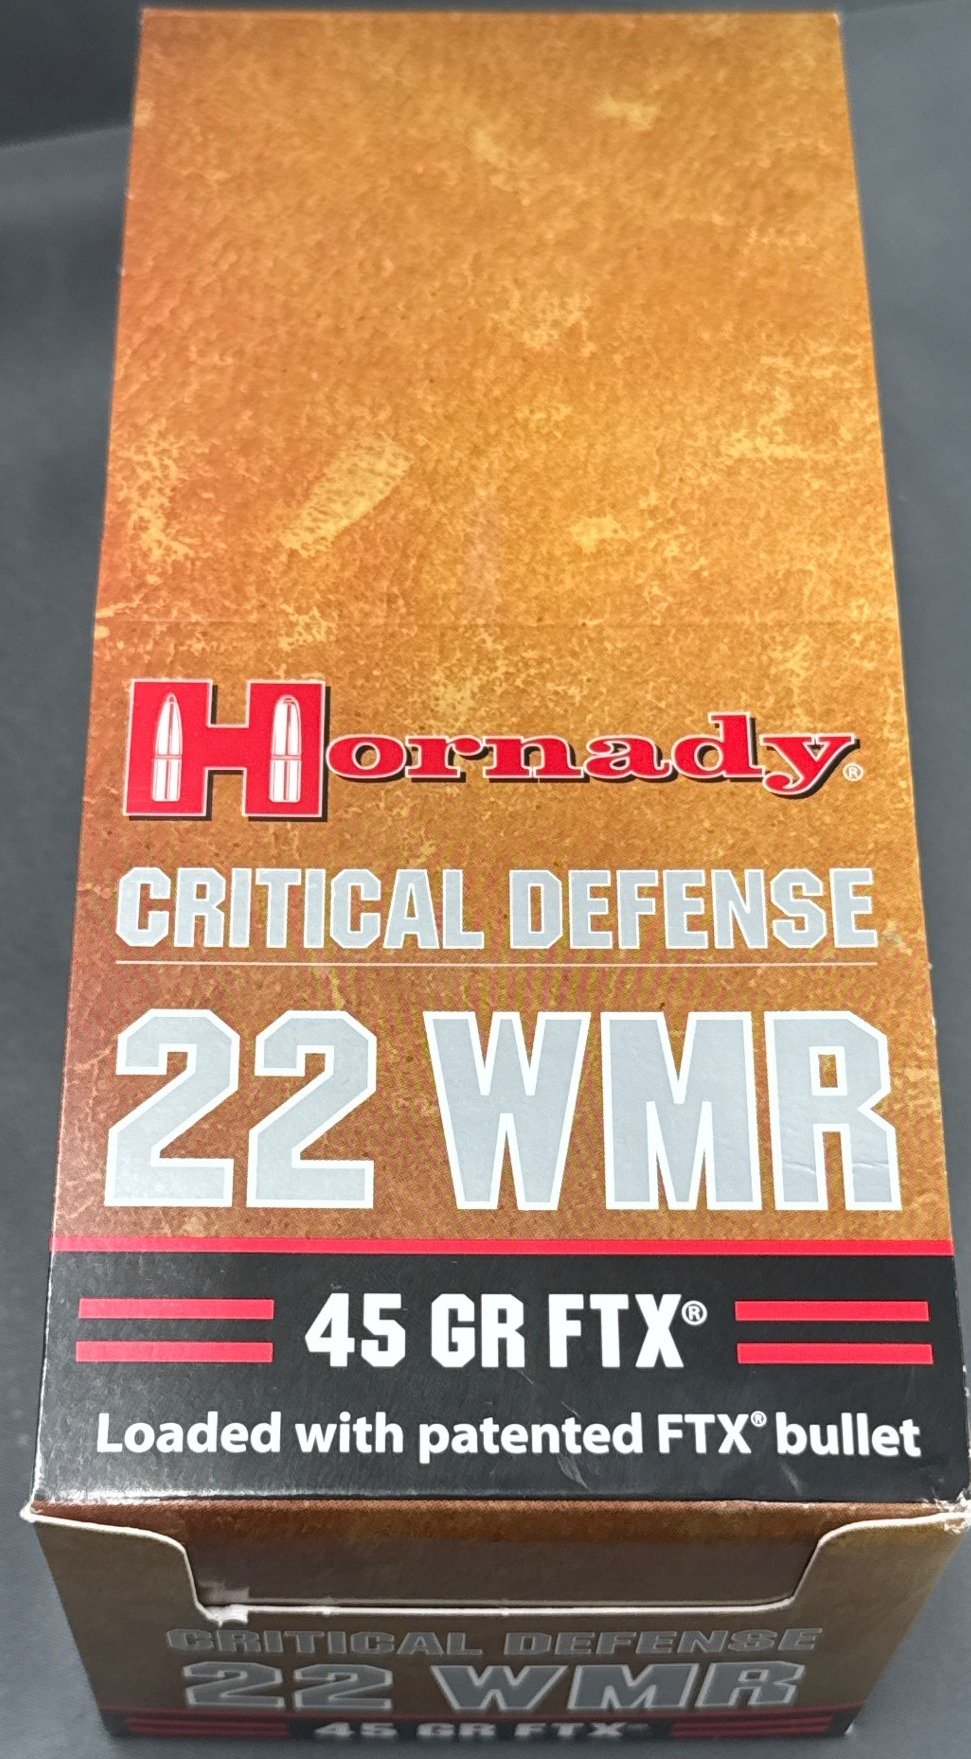 Hornady®
CRITICAL DEFENSE
22 WMR
45 GR FTX®
Loaded with patented FTX® bullet
CRITICAL DEFENSE
22 WMR
45 GR FTX®